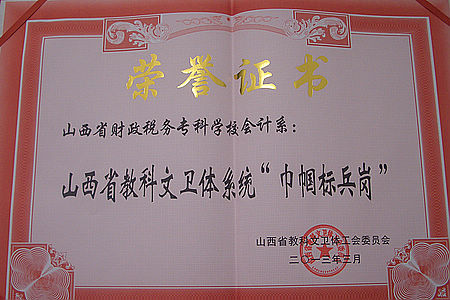 荣誉证书
山西省财政税务专科学校会计系：
山西省教科文卫体系统“巾帼标兵岗”
山西省教科文卫体工会委员会
二〇一三年三月